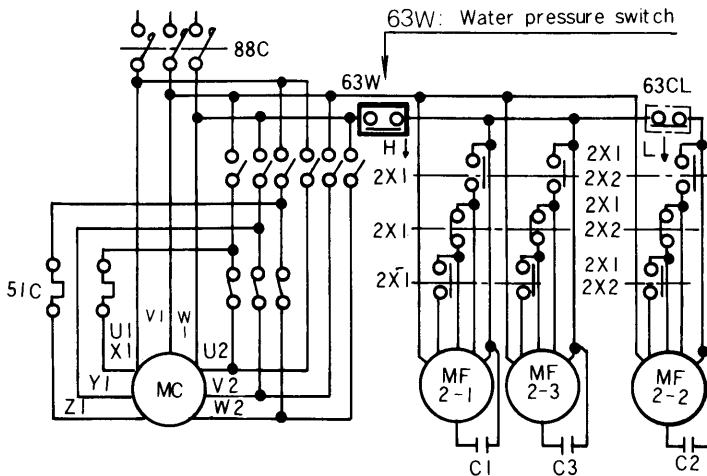 63W: Water pressure switch
88C
63W
63CL
H
L
2X1
2X1
2X2
2X1
2X1
2X2
2X1
2X1
2X2
51C
U1
V1
W1
X1
U2
Y1
MC
V2
Z1
W2
MF
2-1
MF
2-3
MF
2-2
C1
C3
C2